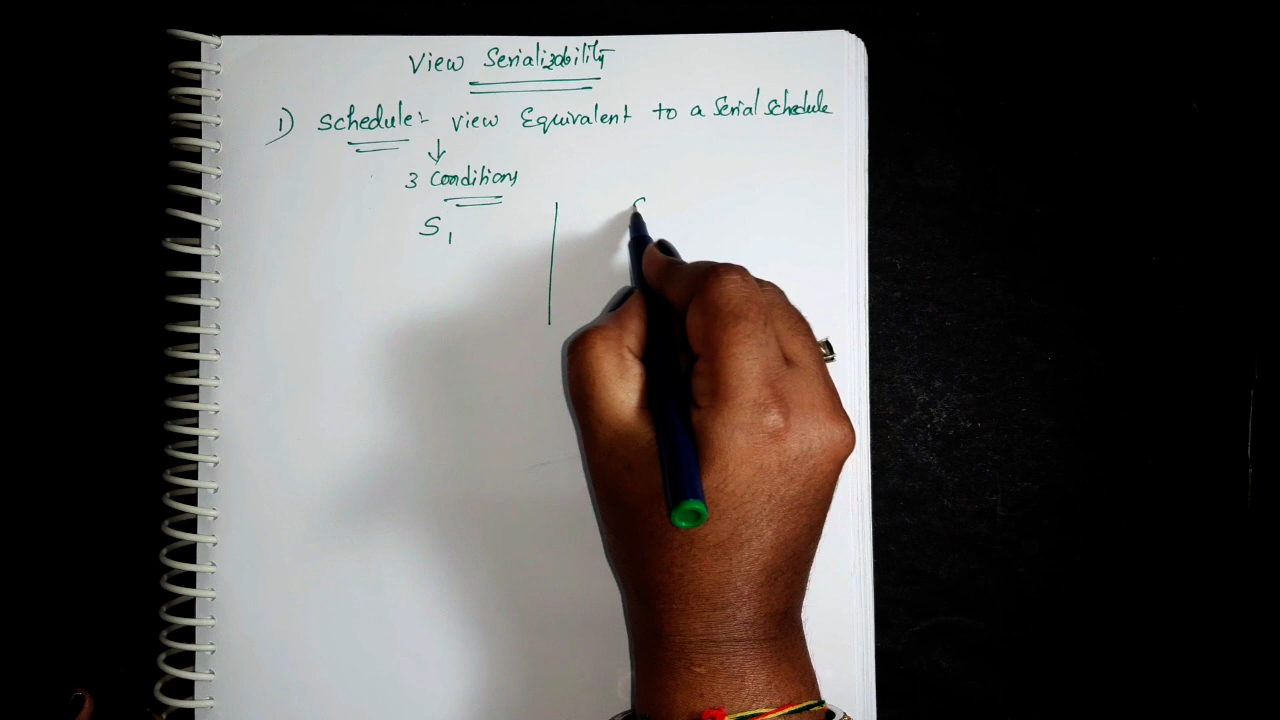 View Serializability
1) Schedule:- view Equivalent to a Serial Schedule
↓
3 Conditions
S1